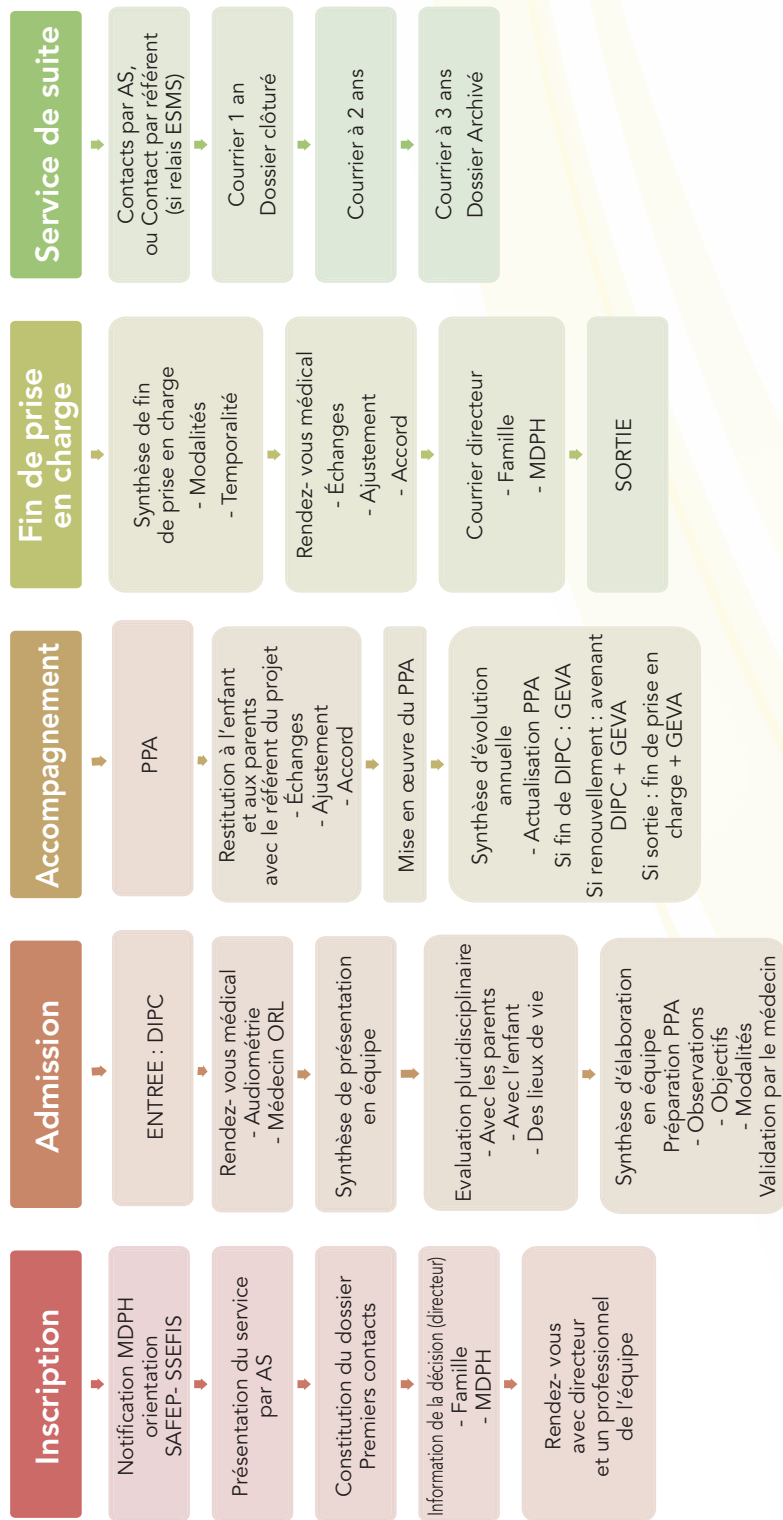 Inscription
Notification MDPH
orientation
SAFEP- SSEFIS
Présentation du service
par AS
Constitution du dossier
Premiers contacts
Information de la décision (directeur)
- Famille
- MDPH
Rendez- vous
avec directeur
et un professionnel
de l'équipe
Admission
ENTREE : DIPC
Rendez- vous médical
- Audiométrie
- Médecin ORL
Synthèse de présentation
en équipe
Evaluation pluridisciplinaire
- Avec les parents
- Avec l'enfant
- Des lieux de vie
Synthèse d'élaboration
en équipe
Préparation PPA
- Observations
- Objectifs
- Modalités
Validation par le médecin
Accompagnement
PPA
Restitution à l'enfant
et aux parents
avec le référent du projet
- Échanges
- Ajustement
- Accord
Mise en œuvre du PPA
Synthèse d'évolution
annuelle
- Actualisation PPA
Si fin de DIPC : GEVA
Si renouvellement : avenant
DIPC + GEVA
Si sortie : fin de prise en
charge + GEVA
Fin de prise
en charge
Synthèse de fin
de prise en charge
- Modalités
- Temporalité
Rendez- vous médical
- Échanges
- Ajustement
- Accord
Courrier directeur
- Famille
- MDPH
SORTIE
Service de suite
Contacts par AS,
ou Contact par référent
(si relais ESMS)
Courrier 1 an
Dossier clôturé
Courrier à 2 ans
Courrier à 3 ans
Dossier Archivé